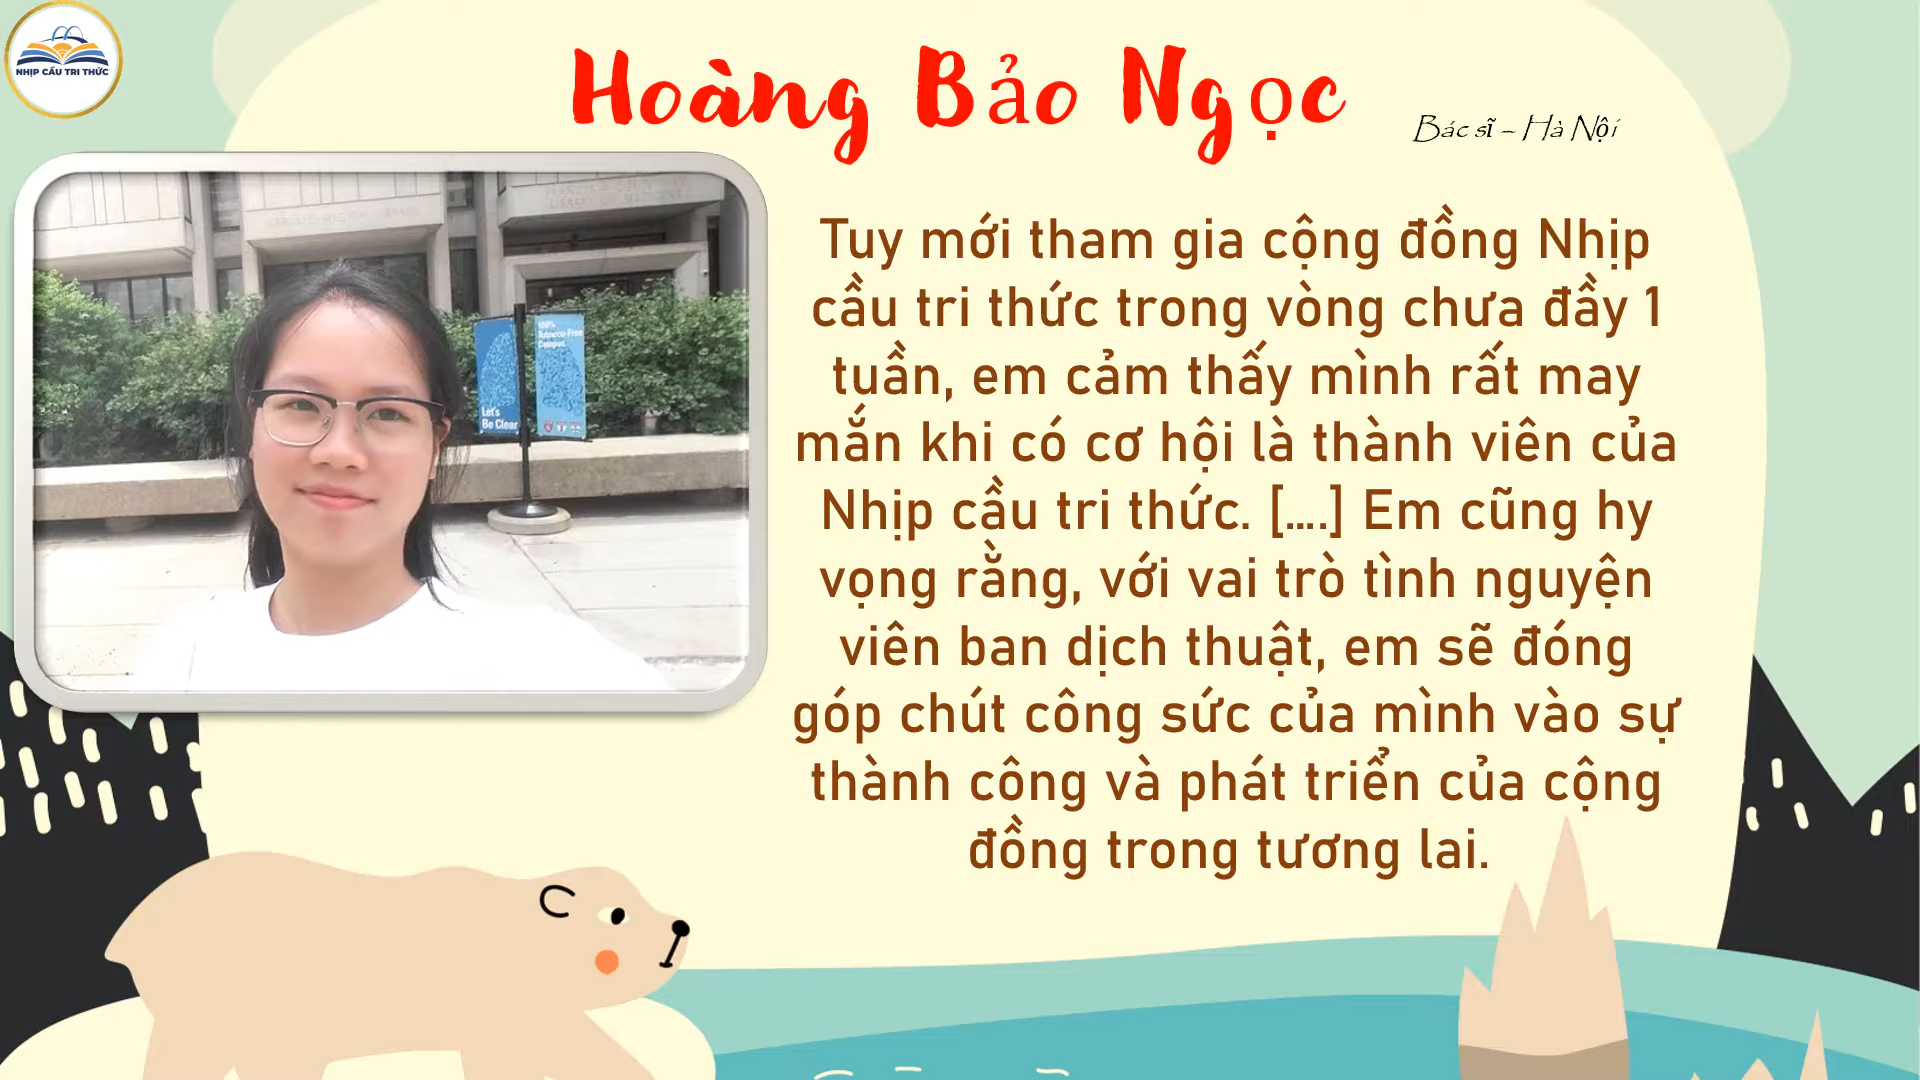 NHỊP CẦU TRI THỨC
Hoàng Bảo Ngọc
Bác sĩ – Hà Nội
Tuy mới tham gia cộng đồng Nhịp
cầu tri thức trong vòng chưa đầy 1
tuần, em cảm thấy mình rất may
mắn khi có cơ hội là thành viên của
Nhịp cầu tri thức. [….] Em cũng hy
vọng rằng, với vai trò tình nguyện
viên ban dịch thuật, em sẽ đóng
góp chút công sức của mình vào sự
thành công và phát triển của cộng
đồng trong tương lai.
100%
Tobacco-Free
Campus
Let's
Be Clear